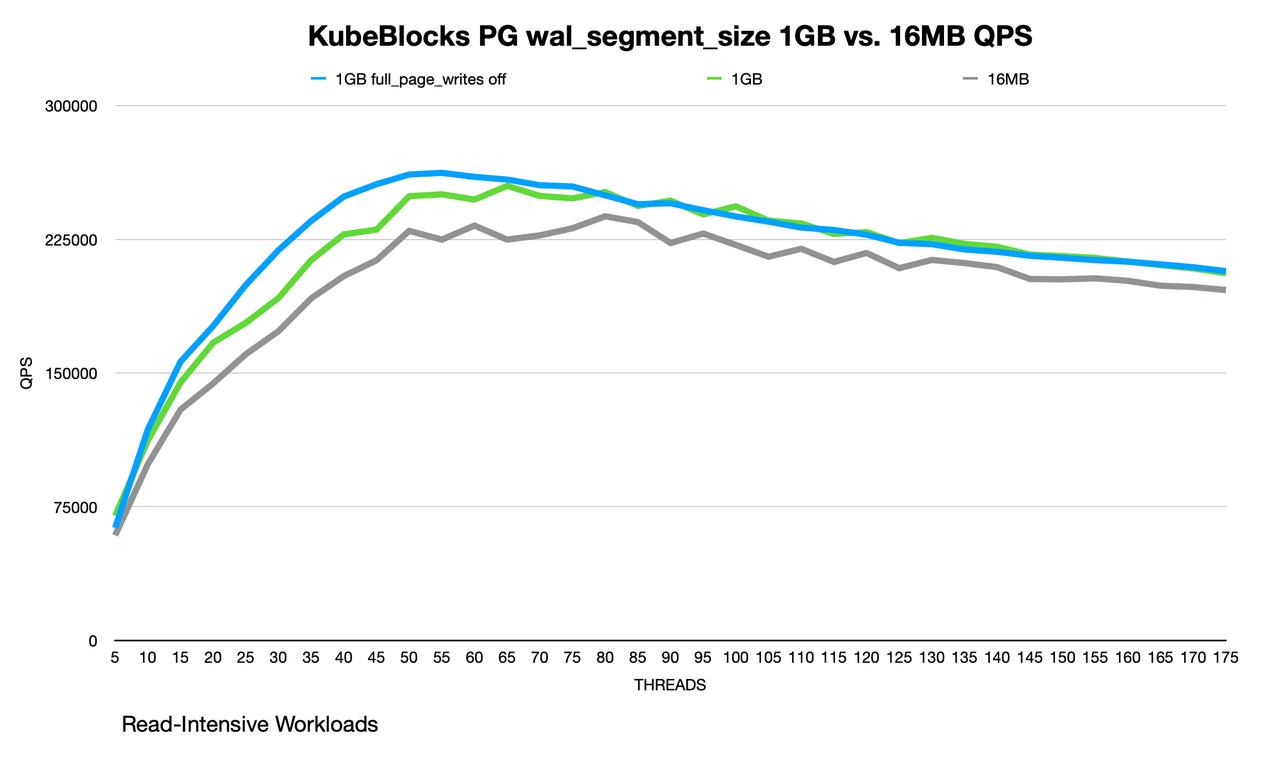 KubeBlocks PG wal_segment_size 1GB vs. 16MB QPS
1GB full_page_writes off 1GB 16MB
300000
225000
150000
75000
0
QPS
5 10 15 20 25 30 35 40 45 50 55 60 65 70 75 80 85 90 95 100 105 110 115 120 125 130 135 140 145 150 155 160 165 170 175
THREADS
Read-Intensive Workloads